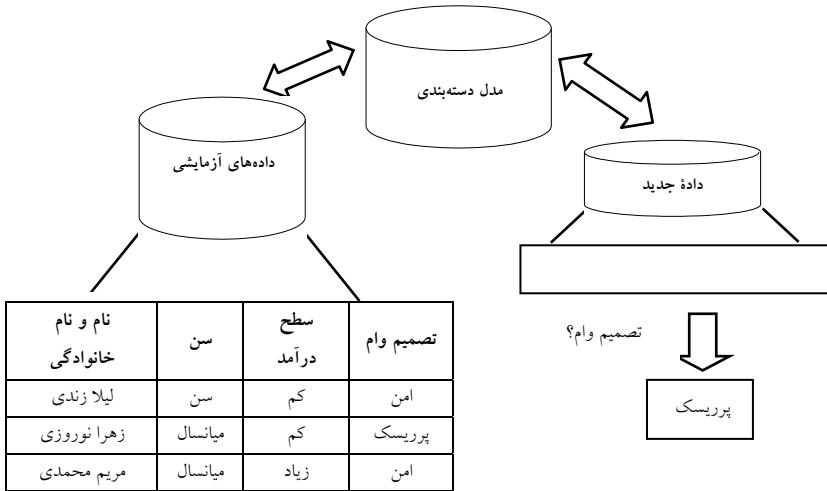 مدل دسته‌بندی
داده‌های آزمایشی
دادۀ جدید
نام و نام خانوادگی سن سطح درآمد تصمیم وام
لیلا زندی سن کم امن
زهرا نوروزی میانسال کم پرریسک
مریم محمدی میانسال زیاد امن
تصمیم وام؟
پرریسک